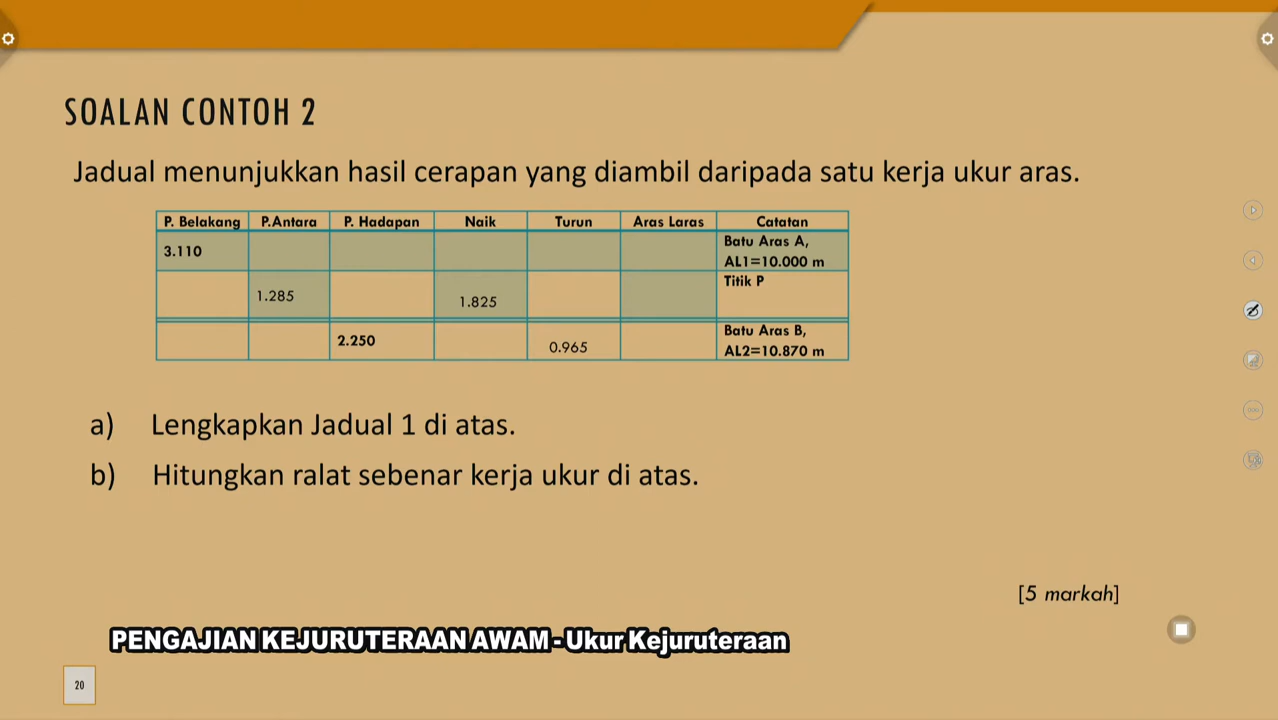 SOALAN CONTOH 2
Jadual menunjukkan hasil cerapan yang diambil daripada satu kerja ukur aras.
P. Belakang P.Antara P. Hadapan Naik Turun Aras Laras Catatan
3.110 Batu Aras A,
AL1=10.000 m
1.285 1.825 Titik P
2.250 0.965 Batu Aras B,
AL2=10.870 m
a) Lengkapkan Jadual 1 di atas.
b) Hitungkan ralat sebenar kerja ukur di atas.
[5 markah]
PENGAJIAN KEJURUTERAAN AWAM - Ukur Kejuruteraan
20